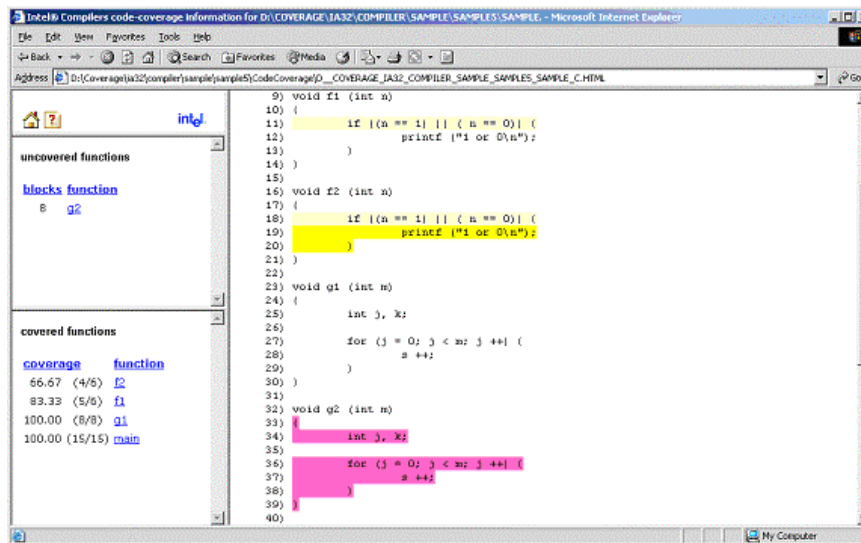 Intel® Compilers code-coverage information for D:\COVERAGE\IA32\COMPILER\SAMPLE\SAMPLE5\SAMPLE. - Microsoft Internet Explorer
File Edit View Favorites Tools Help
Back Search Favorites Media
Address D:\Coverage\ia32\compiler\sample\sample5\CodeCoverage\D__COVERAGE_IA32_COMPILER_SAMPLE_SAMPLE5_SAMPLE_C.HTML Go
intel
uncovered functions
blocks function
8 g2
covered functions
coverage function
66.67 (4/6) f2
83.33 (5/6) f1
100.00 (8/8) g1
100.00 (15/15) main
9) void f1 (int n)
10) {
11) if ((n == 1) || ( n == 0)) {
12) printf ("1 or 0\n");
13) }
14) }
15)
16) void f2 (int n)
17) {
18) if ((n == 1) || ( n == 0)) {
19) printf ("1 or 0\n");
20) }
21) }
22)
23) void g1 (int m)
24) {
25) int j, k;
26)
27) for (j = 0; j < m; j ++) {
28) s ++;
29) }
30) }
31)
32) void g2 (int m)
33) {
34) int j, k;
35)
36) for (j = 0; j < m; j ++) {
37) s ++;
38) }
39) }
40)
My Computer